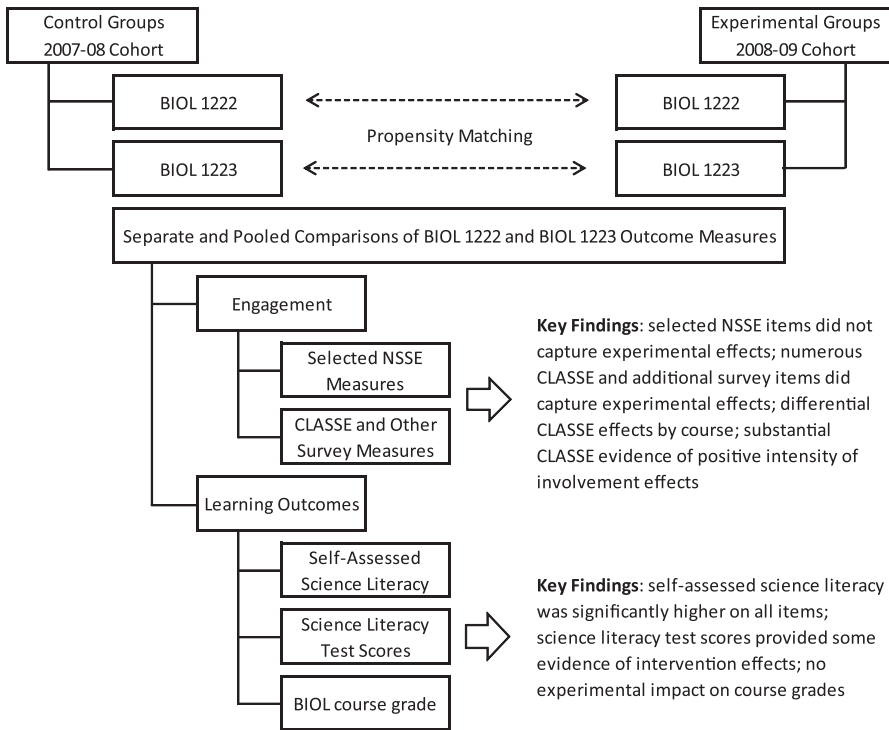 Control Groups
2007-08 Cohort
Experimental Groups
2008-09 Cohort
BIOL 1222
BIOL 1222
Propensity Matching
BIOL 1223
BIOL 1223
Separate and Pooled Comparisons of BIOL 1222 and BIOL 1223 Outcome Measures
Engagement
Selected NSSE
Measures
CLASSE and Other
Survey Measures
Key Findings: selected NSSE items did not
capture experimental effects; numerous
CLASSE and additional survey items did
capture experimental effects; differential
CLASSE effects by course; substantial
CLASSE evidence of positive intensity of
involvement effects
Learning Outcomes
Self-Assessed
Science Literacy
Science Literacy
Test Scores
BIOL course grade
Key Findings: self-assessed science literacy
was significantly higher on all items;
science literacy test scores provided some
evidence of intervention effects; no
experimental impact on course grades